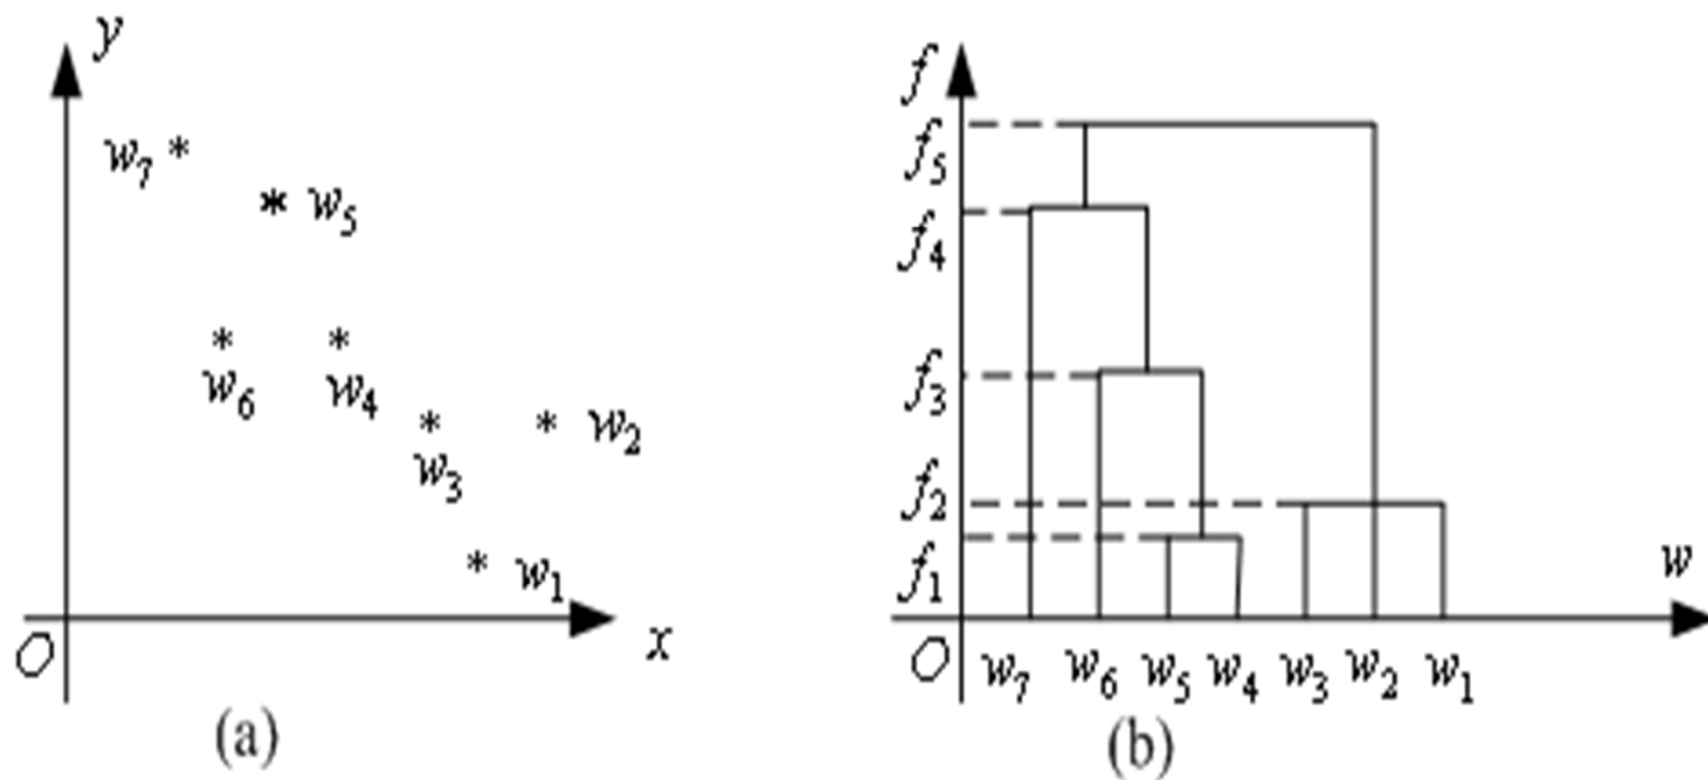 y
w₇ * * w₅
* *
w₆ w₄
* * w₂
w₃
* w₁
O x
(a)
f
f₅
f₄
f₃
f₂
f₁
w
O w₇ w₆ w₅ w₄ w₃ w₂ w₁
(b)